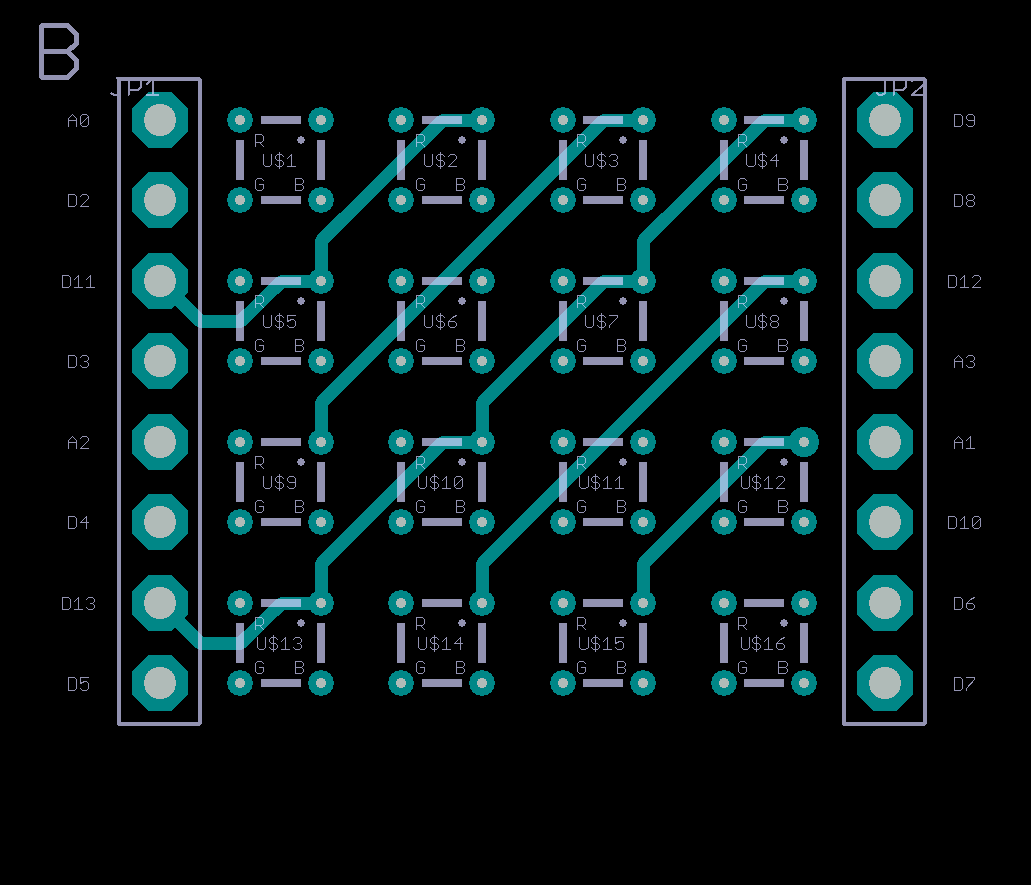 B
JP1 JP2
A0 D9
R R R R
U$1 U$2 U$3 U$4
G B G B G B G B
D2 D8
D11 D12
R R R R
U$5 U$6 U$7 U$8
G B G B G B G B
D3 A3
A2 A1
R R R R
U$9 U$10 U$11 U$12
G B G B G B G B
D4 D10
D13 D6
R R R R
U$13 U$14 U$15 U$16
G B G B G B G B
D5 D7